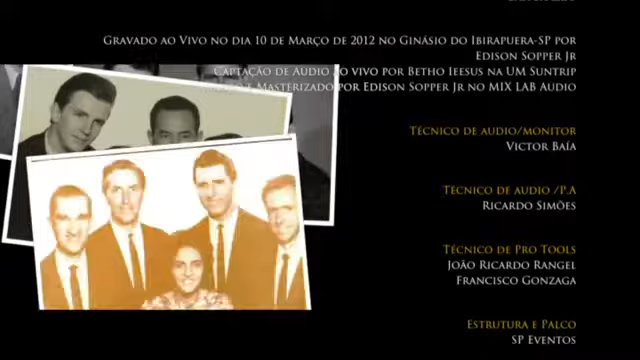 Gravado ao Vivo no dia 10 de Março de 2012 no Ginásio do Ibirapuera-SP por
Edison Sopper Jr
Captação de Audio ao vivo por Betho Ieesus na UM Suntrip
e Masterizado por Edison Sopper Jr no MIX LAB Audio
Técnico de audio/monitor
Victor Baía
Técnico de audio /P.A
Ricardo Simões
Técnico de Pro Tools
João Ricardo Rangel
Francisco Gonzaga
Estrutura e Palco
SP Eventos